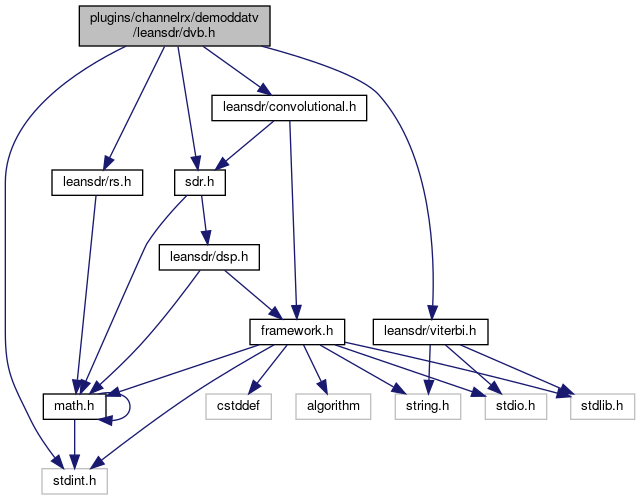 plugins/channelrx/demoddatv
/leansdr/dvb.h
leansdr/convolutional.h
leansdr/rs.h
sdr.h
leansdr/dsp.h
framework.h
leansdr/viterbi.h
math.h
cstddef
algorithm
string.h
stdio.h
stdlib.h
stdint.h